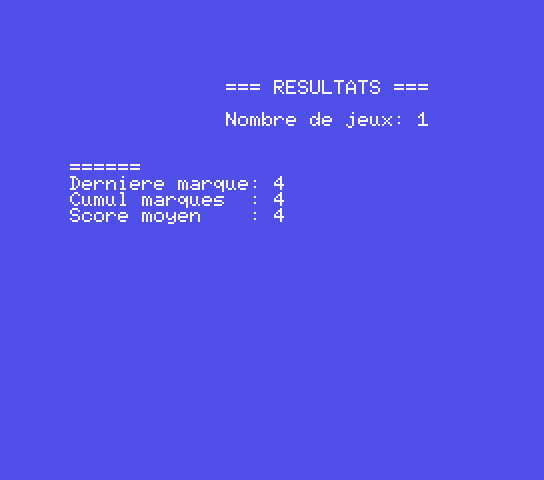 === RESULTATS ===
Nombre de jeux: 1
======
Derniere marque: 4
Cumul marques  : 4
Score moyen    : 4